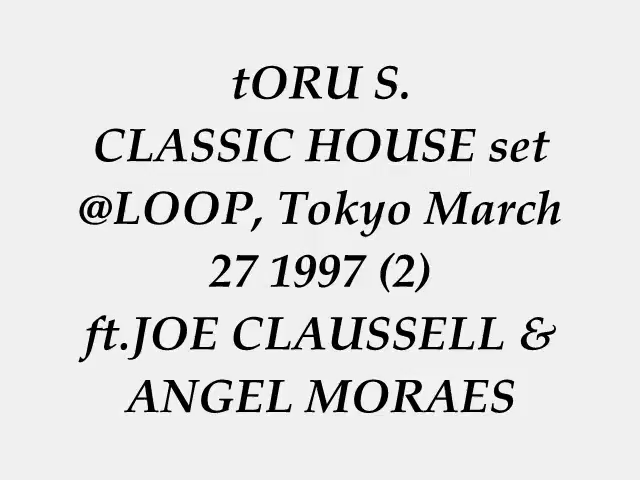 tORU S.
CLASSIC HOUSE set
@LOOP, Tokyo March
27 1997 (2)
ft.JOE CLAUSSELL &
ANGEL MORAES